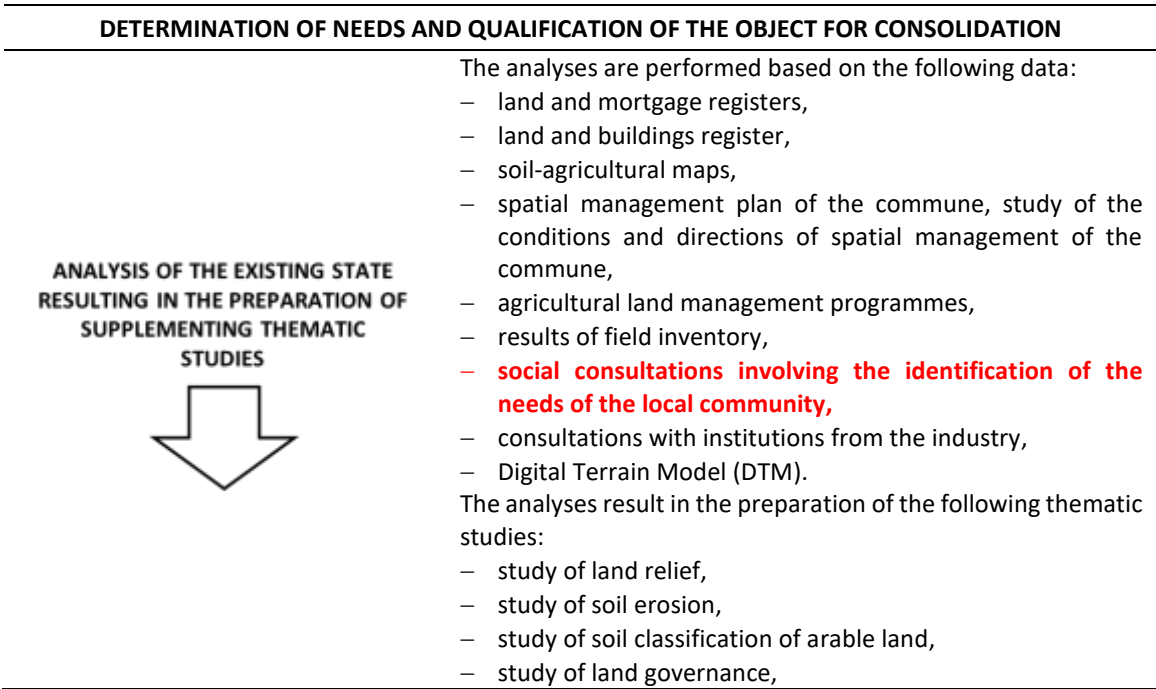 DETERMINATION OF NEEDS AND QUALIFICATION OF THE OBJECT FOR CONSOLIDATION
ANALYSIS OF THE EXISTING STATE
RESULTING IN THE PREPARATION OF
SUPPLEMENTING THEMATIC
STUDIES
The analyses are performed based on the following data:
– land and mortgage registers,
– land and buildings register,
– soil-agricultural maps,
– spatial management plan of the commune, study of the
conditions and directions of spatial management of the
commune,
– agricultural land management programmes,
– results of field inventory,
– social consultations involving the identification of the
needs of the local community,
– consultations with institutions from the industry,
– Digital Terrain Model (DTM).
The analyses result in the preparation of the following thematic
studies:
– study of land relief,
– study of soil erosion,
– study of soil classification of arable land,
– study of land governance,